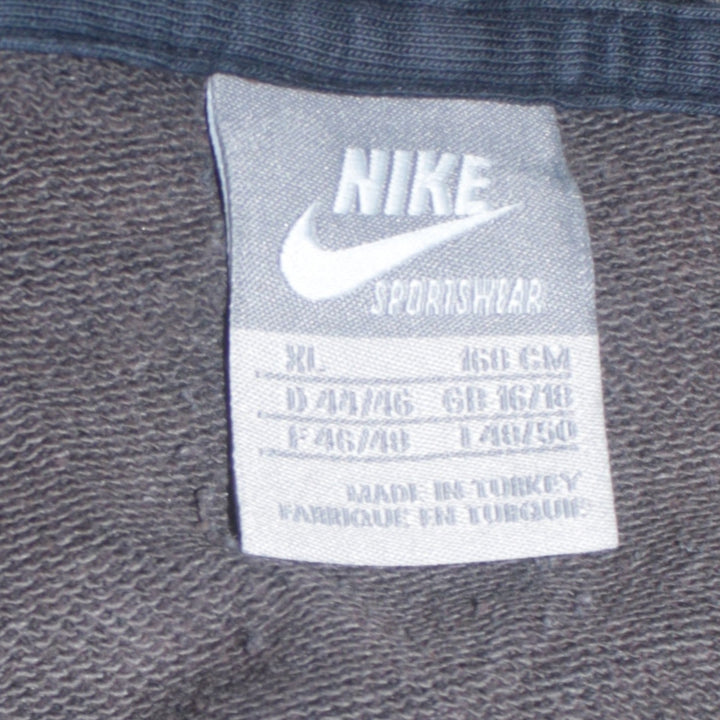 NIKE
SPORTSWEAR
XL 168 CM
D 44/46 GB 16/18
F 46/48 I 48/50
MADE IN TURKEY
FABRIQUE EN TURQUIE